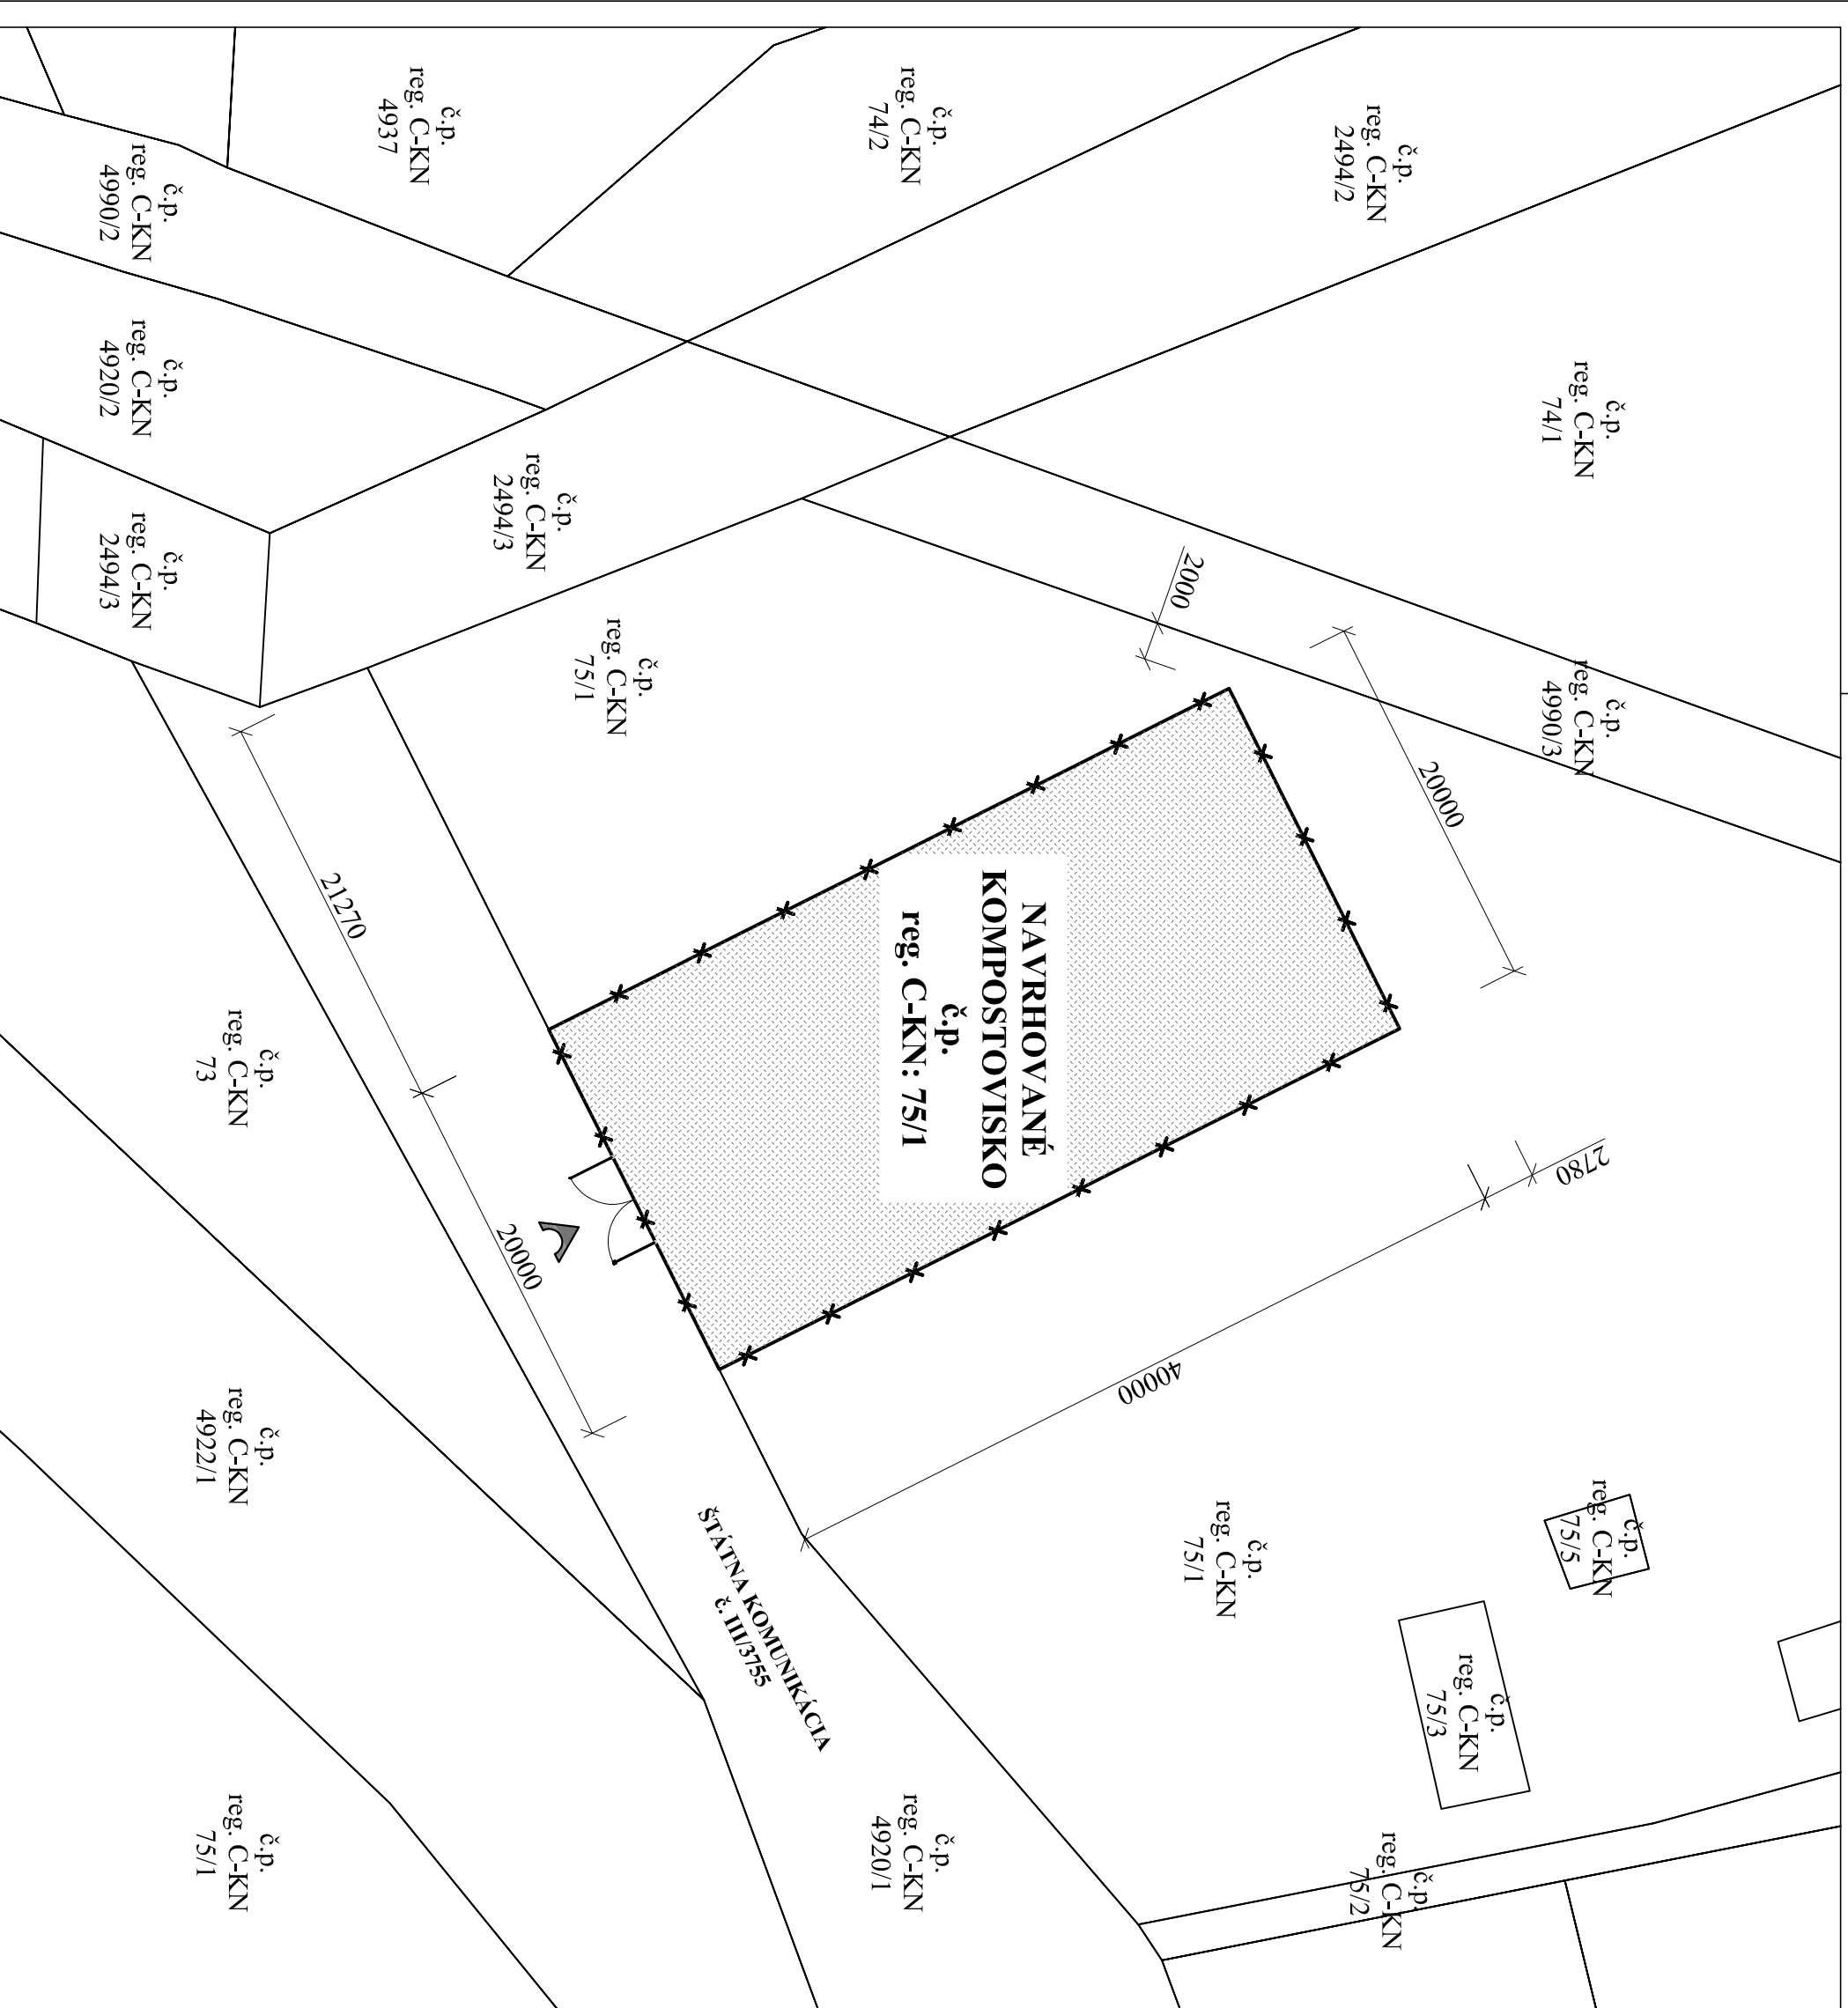 č.p.
reg. C-KN
4937
č.p.
reg. C-KN
74/2
č.p.
reg. C-KN
2494/2
č.p.
reg. C-KN
4990/2
č.p.
reg. C-KN
4920/2
č.p.
reg. C-KN
2494/3
č.p.
reg. C-KN
2494/3
č.p.
reg. C-KN
74/1
č.p.
reg. C-KN
4990/3
č.p.
reg. C-KN
75/1
2000
20000
NAVRHOVANÉ
KOMPOSTOVISKO
č.p.
reg. C-KN: 75/1
21270
20000
2780
40000
č.p.
reg. C-KN
73
č.p.
reg. C-KN
4922/1
ŠTÁTNA KOMUNIKÁCIA
č. III/3755
č.p.
reg. C-KN
75/1
č.p.
reg. C-KN
75/5
č.p.
reg. C-KN
75/3
č.p.
reg. C-KN
75/2
č.p.
reg. C-KN
4920/1
č.p.
reg. C-KN
75/1